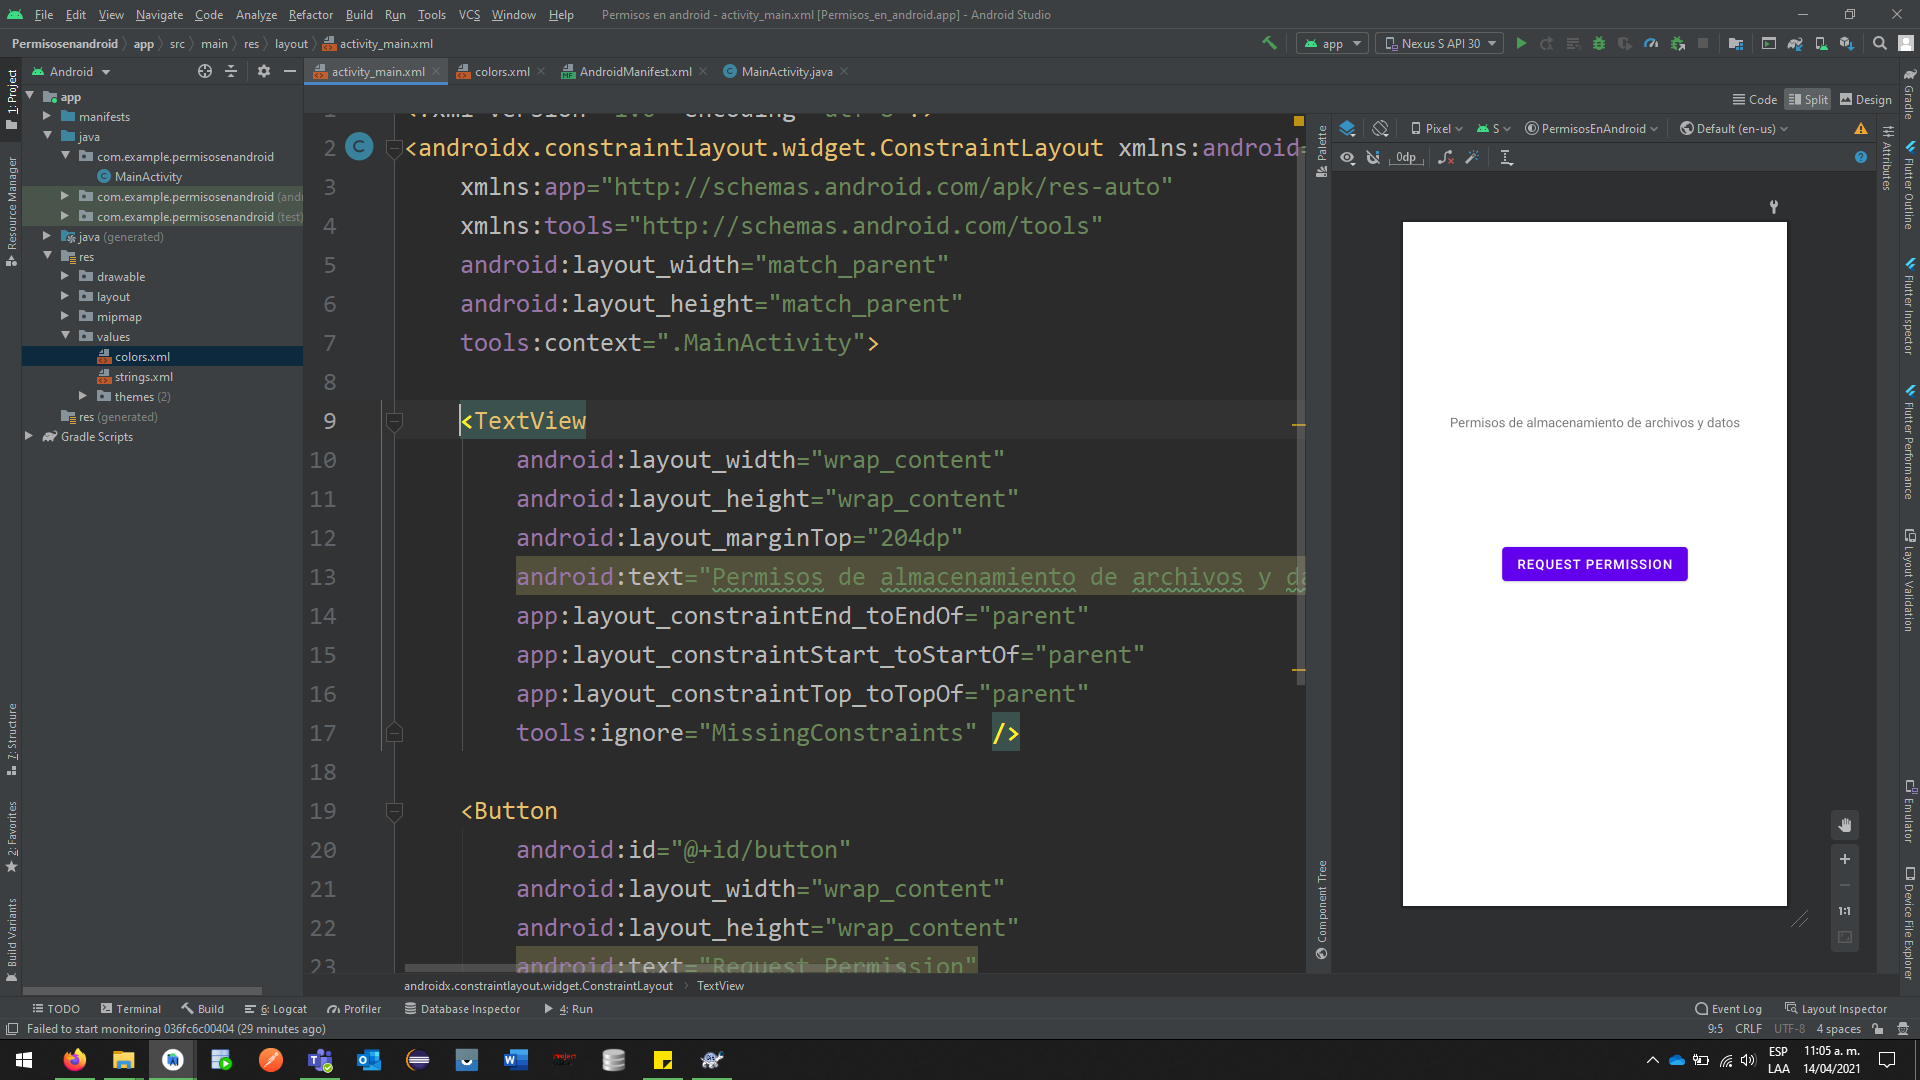 File Edit View Navigate Code Analyze Refactor Build Run Tools VCS Window Help Permisos en android - activity_main.xml [Permisos_en_android.app] - Android Studio
Permisosenandroid app src main res layout activity_main.xml app Nexus S API 30
Android activity_main.xml colors.xml AndroidManifest.xml MainActivity.java
Code Split Design
1: Project
Resource Manager
7: Structure
2: Favorites
Build Variants
app
manifests
java
com.example.permisosenandroid
MainActivity
com.example.permisosenandroid
com.example.permisosenandroid (test)
java (generated)
res
drawable
layout
mipmap
values
colors.xml
strings.xml
themes (2)
res (generated)
Gradle Scripts
2 <androidx.constraintlayout.widget.ConstraintLayout xmlns:android=
3 xmlns:app="http://schemas.android.com/apk/res-auto"
4 xmlns:tools="http://schemas.android.com/tools"
5 android:layout_width="match_parent"
6 android:layout_height="match_parent"
7 tools:context=".MainActivity">
8
9 <TextView
10 android:layout_width="wrap_content"
11 android:layout_height="wrap_content"
12 android:layout_marginTop="204dp"
13 android:text="Permisos de almacenamiento de archivos y da
14 app:layout_constraintEnd_toEndOf="parent"
15 app:layout_constraintStart_toStartOf="parent"
16 app:layout_constraintTop_toTopOf="parent"
17 tools:ignore="MissingConstraints" />
18
19 <Button
20 android:id="@+id/button"
21 android:layout_width="wrap_content"
22 android:layout_height="wrap_content"
23 android:text="Request Permission"
androidx.constraintlayout.widget.ConstraintLayout TextView
Palette
Component Tree
Pixel S PermisosEnAndroid Default (en-us)
0dp
Permisos de almacenamiento de archivos y datos
REQUEST PERMISSION
1:1
Attributes
Gradle
Flutter Outline
Flutter Inspector
Flutter Performance
Layout Validation
Emulator
Device File Explorer
TODO Terminal Build 6: Logcat Profiler Database Inspector 4: Run Event Log Layout Inspector
Failed to start monitoring 036fc6c00404 (29 minutes ago) 9:5 CRLF UTF-8 4 spaces
ESP
LAA
11:05 a. m.
14/04/2021